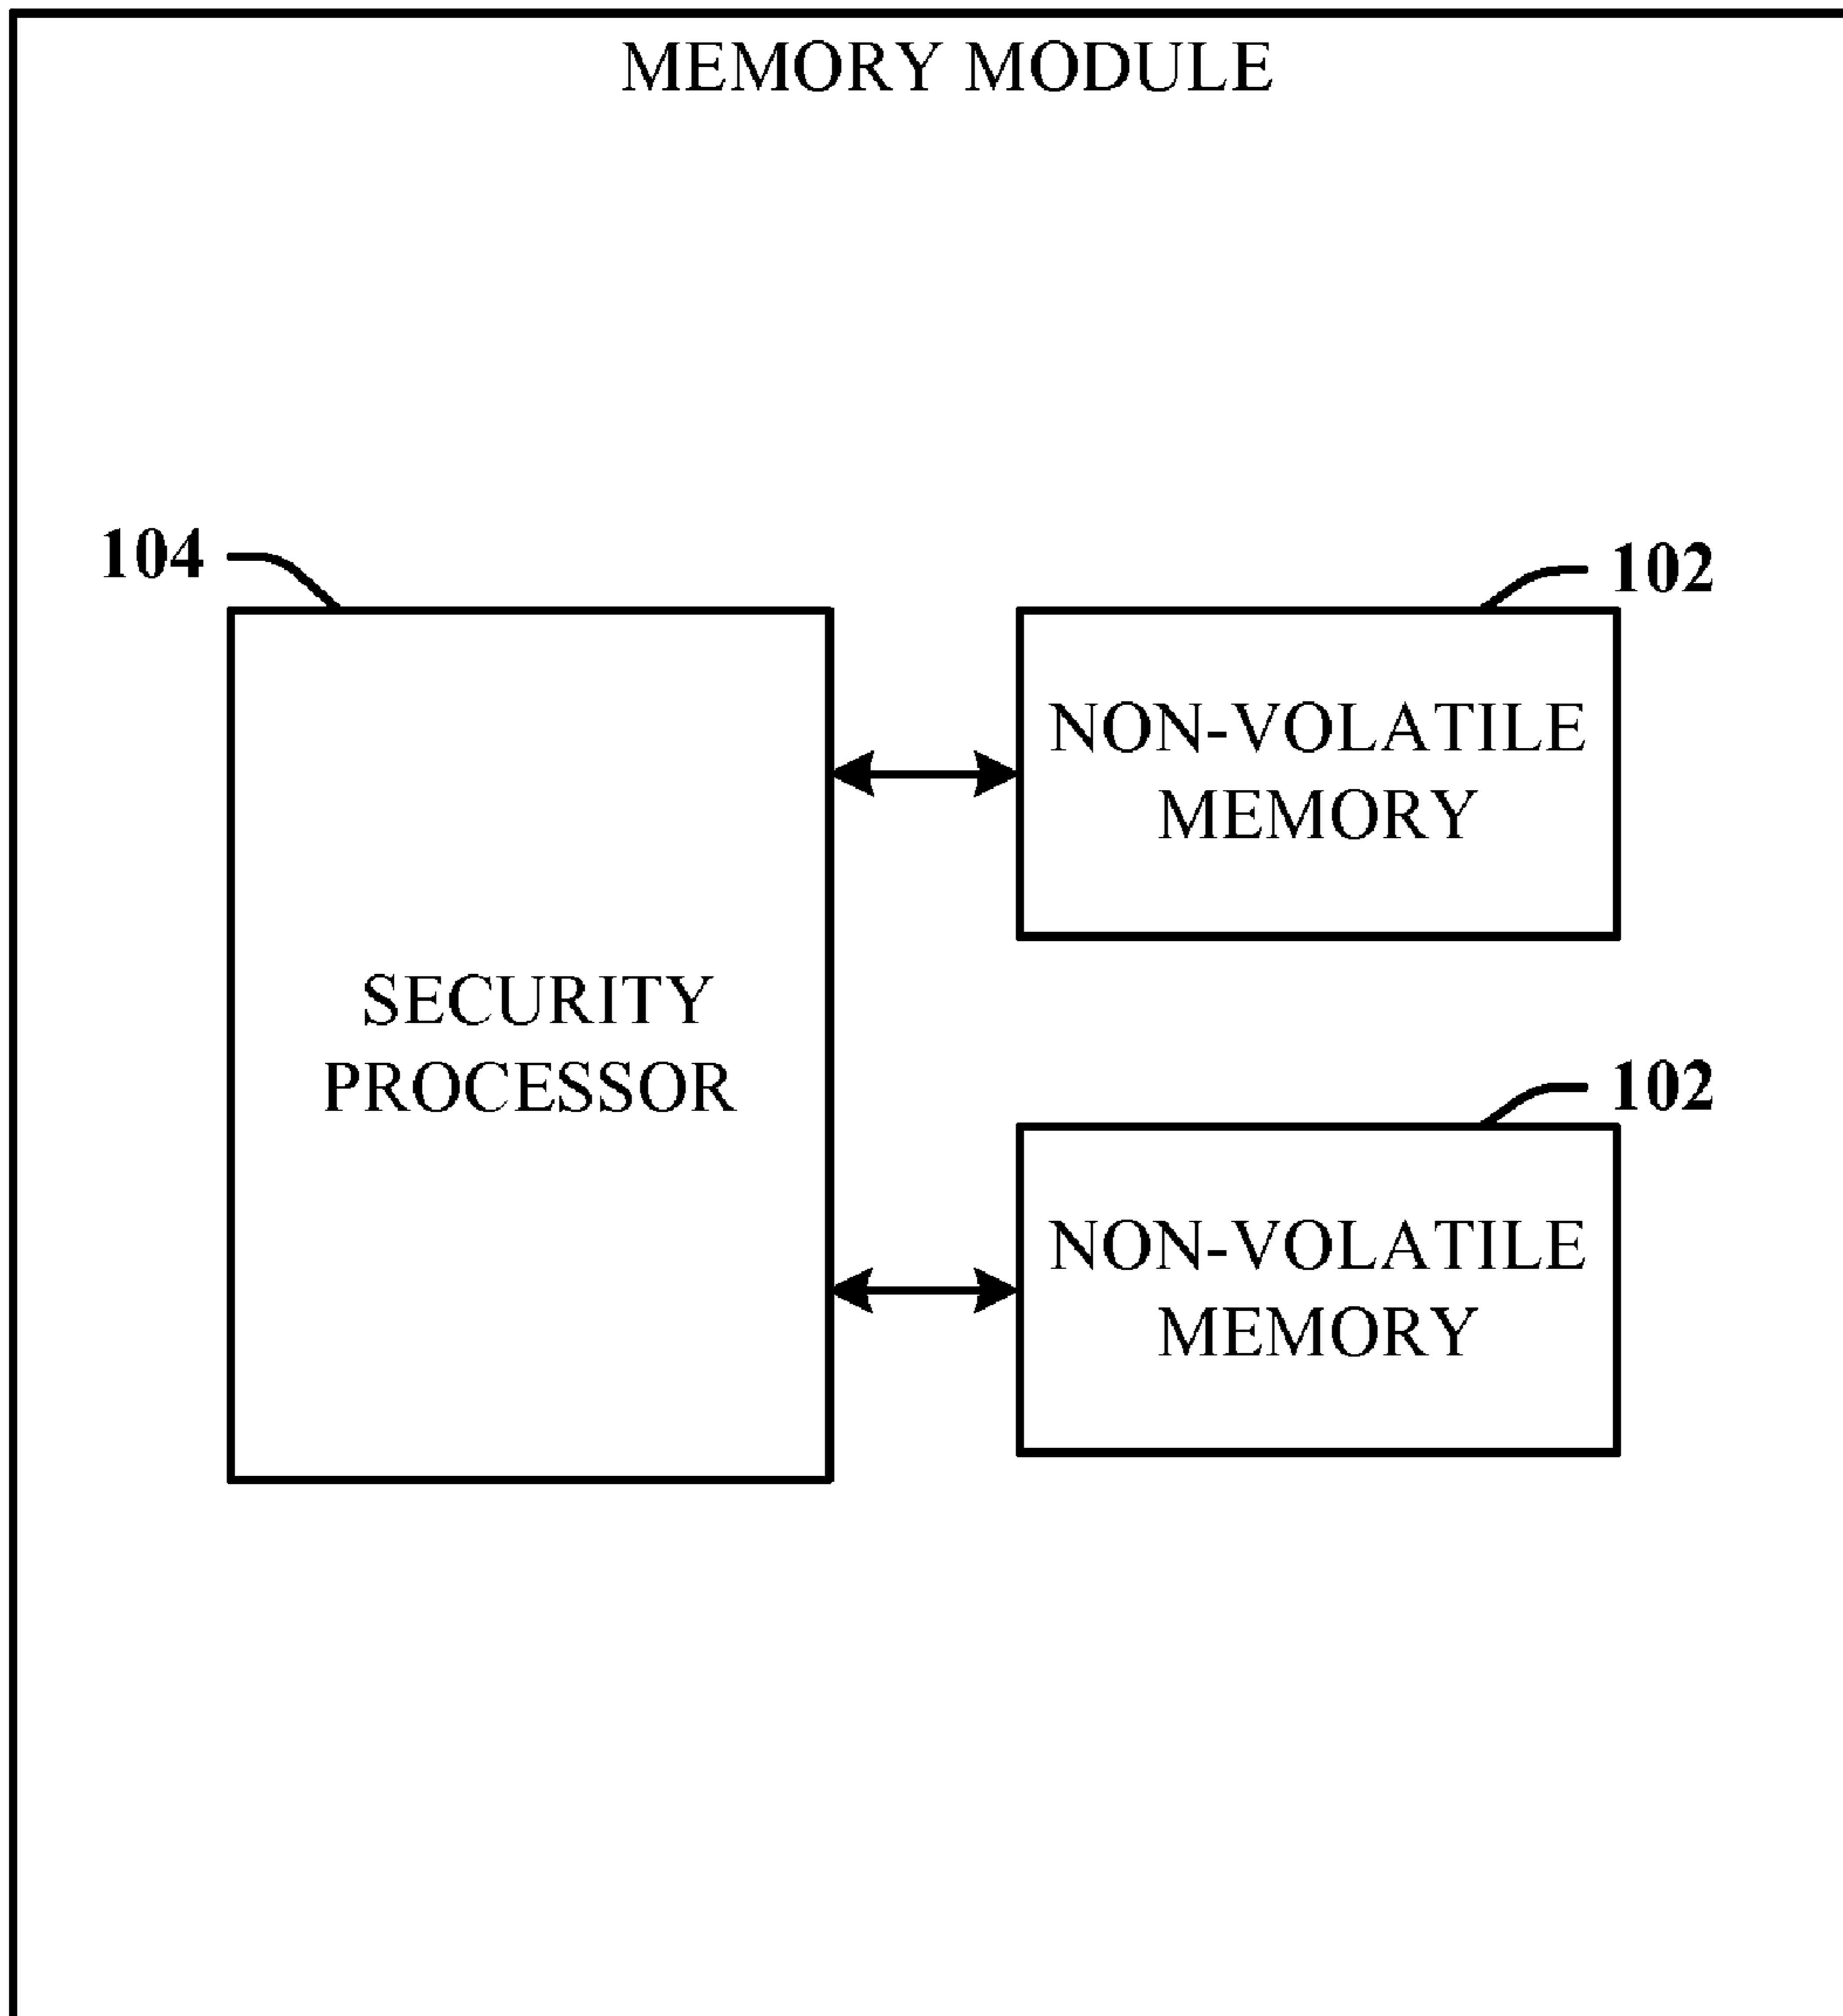 MEMORY MODULE
104
102
NON-VOLATILE
MEMORY
SECURITY
PROCESSOR
102
NON-VOLATILE
MEMORY